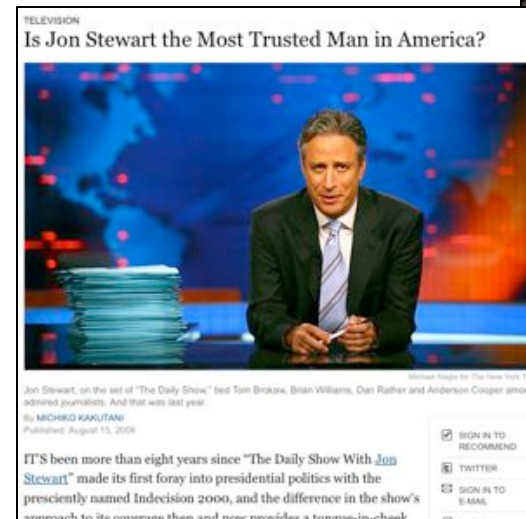 TELEVISION
Is Jon Stewart the Most Trusted Man in America?
Michael Nagle for The New York T
Jon Stewart, on the set of "The Daily Show," tied Tom Brokaw, Brian Williams, Dan Rather and Anderson Cooper amo
admired journalists. And that was last year.
By MICHIKO KAKUTANI
Published: August 15, 2008
SIGN IN TO
RECOMMEND
TWITTER
SIGN IN TO
E-MAIL
IT'S been more than eight years since "The Daily Show With Jon
Stewart" made its first foray into presidential politics with the
presciently named Indecision 2000, and the difference in the show's
approach to its coverage then and now provides a tongue-in-cheek